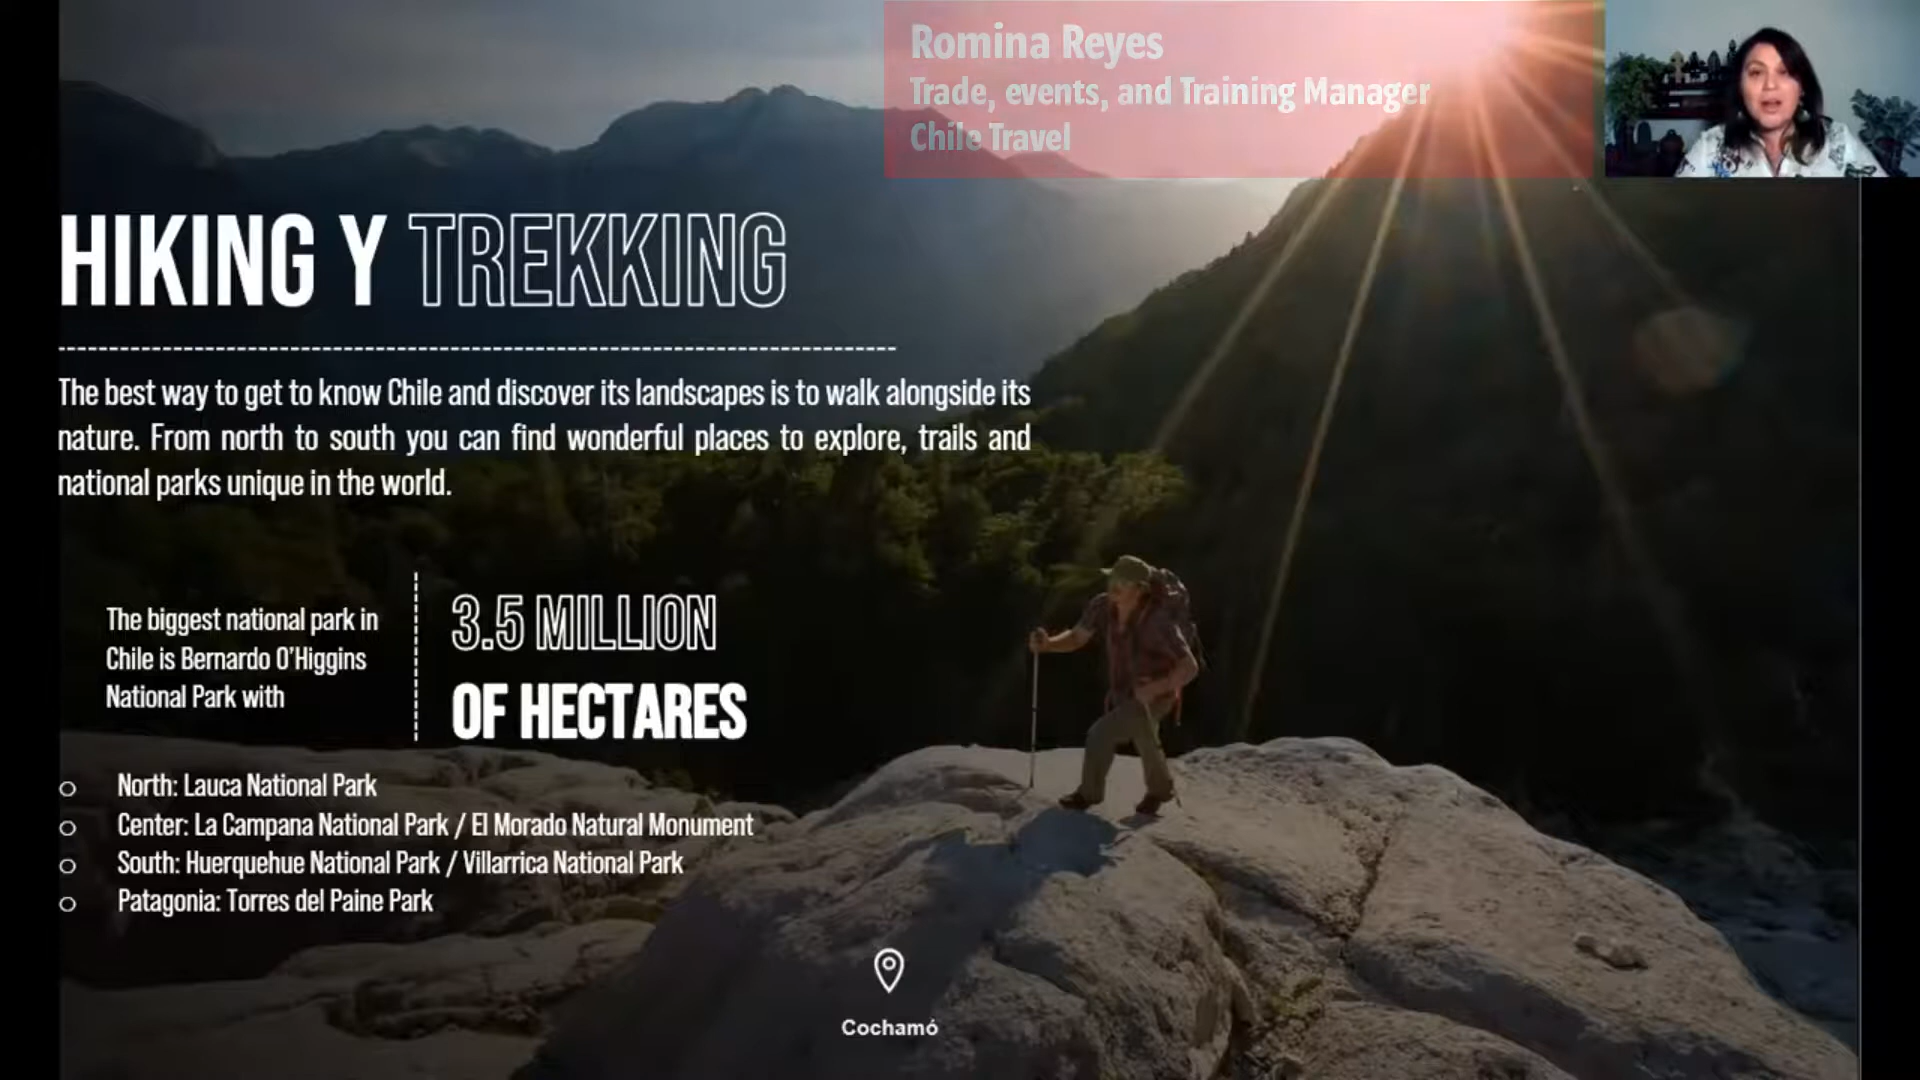 Romina Reyes
Trade, events, and Training Manager
Chile Travel
HIKING Y TREKKING
The best way to get to know Chile and discover its landscapes is to walk alongside its
nature. From north to south you can find wonderful places to explore, trails and
national parks unique in the world.
The biggest national park in
Chile is Bernardo O'Higgins
National Park with
3.5 MILLION
OF HECTARES
North: Lauca National Park
Center: La Campana National Park / El Morado Natural Monument
South: Huerquehue National Park / Villarrica National Park
Patagonia: Torres del Paine Park
Cochamó